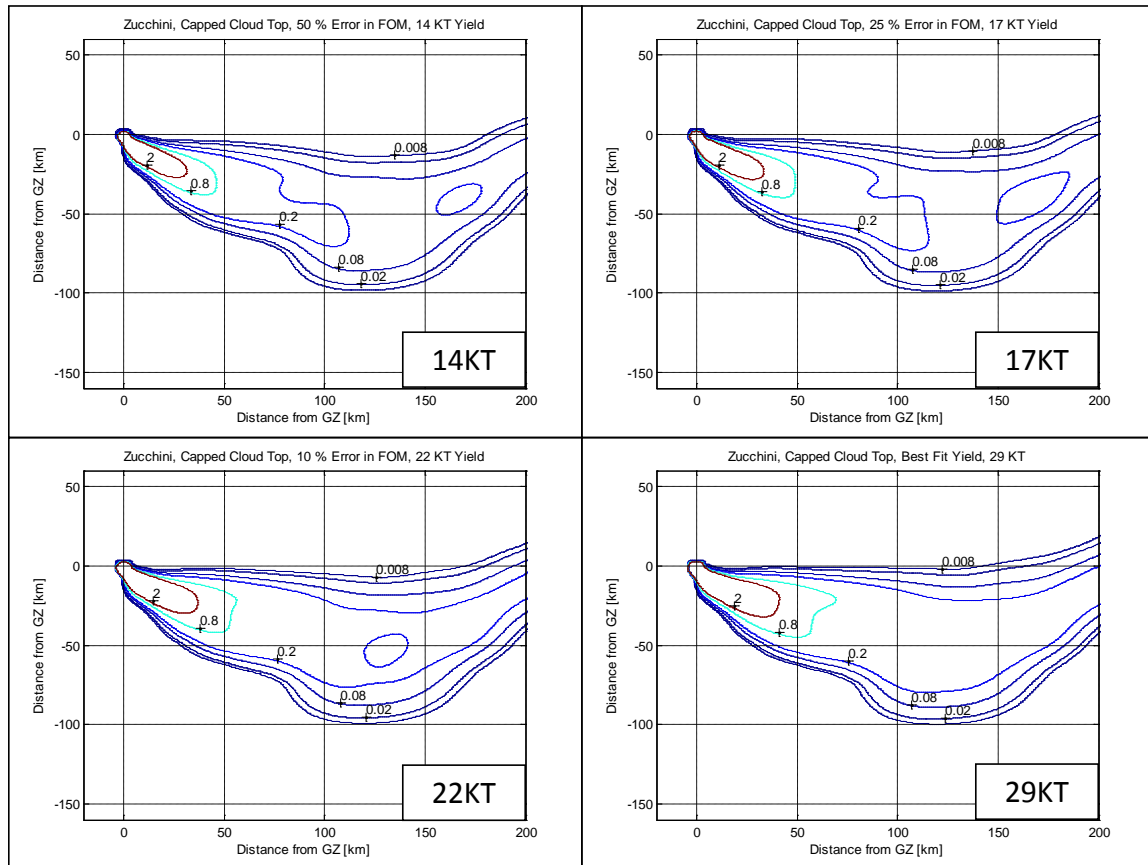 Zucchini, Capped Cloud Top, 50 % Error in FOM, 14 KT Yield
50
0
-50
-100
-150
Distance from GZ [km]
0.008
2
0.8
0.2
0.08
0.02
14KT
0 50 100 150 200
Distance from GZ [km]
Zucchini, Capped Cloud Top, 25 % Error in FOM, 17 KT Yield
50
0
-50
-100
-150
Distance from GZ [km]
0.008
2
0.8
0.2
0.08
0.02
17KT
0 50 100 150 200
Distance from GZ [km]
Zucchini, Capped Cloud Top, 10 % Error in FOM, 22 KT Yield
50
0
-50
-100
-150
Distance from GZ [km]
0.008
2
0.8
0.2
0.08
0.02
22KT
0 50 100 150 200
Distance from GZ [km]
Zucchini, Capped Cloud Top, Best Fit Yield, 29 KT
50
0
-50
-100
-150
Distance from GZ [km]
0.008
2
0.8
0.2
0.08
0.02
29KT
0 50 100 150 200
Distance from GZ [km]